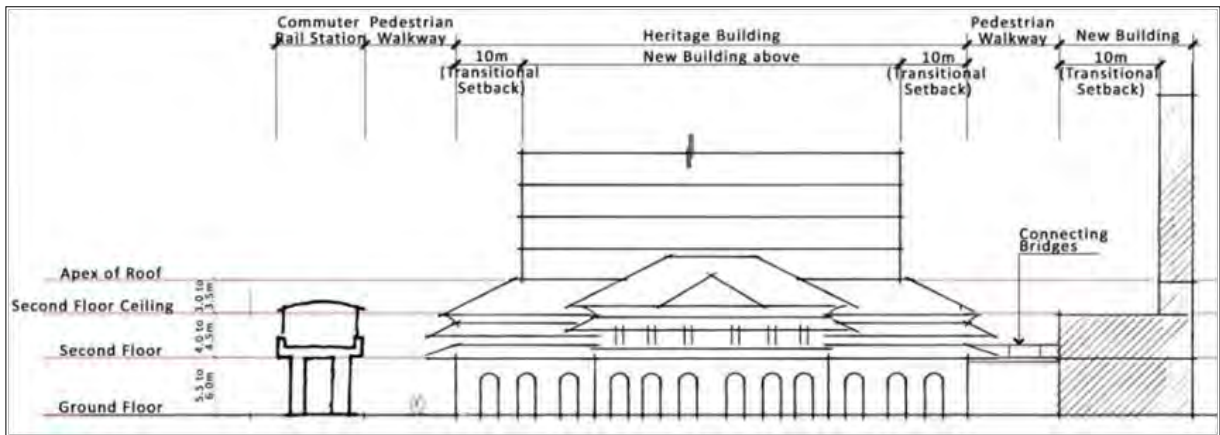 Commuter
Rail Station
Pedestrian
Walkway
Heritage Building
Pedestrian
Walkway
New Building
10m
(Transitional
Setback)
New Building above
10m
(Transitional
Setback)
10m
(Transitional
Setback)
Connecting
Bridges
Apex of Roof
3.0 to
3.5m
Second Floor Ceiling
4.0 to
4.5m
Second Floor
5.5 to
6.0m
Ground Floor